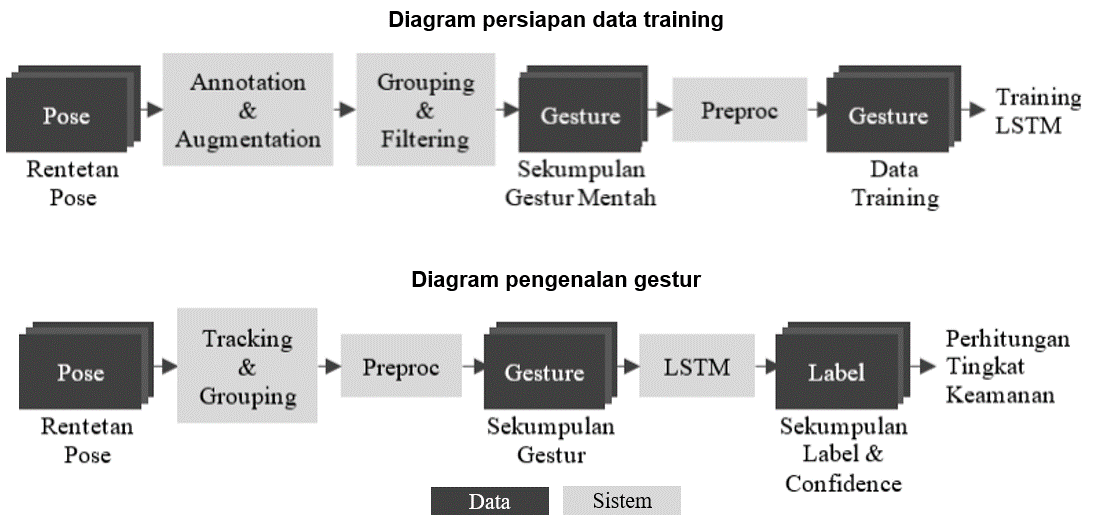 Diagram persiapan data training
Pose
Rentetan
Pose
Annotation
&
Augmentation
Grouping
&
Filtering
Gesture
Sekumpulan
Gestur Mentah
Preproc
Gesture
Data
Training
Training
LSTM
Diagram pengenalan gestur
Pose
Rentetan
Pose
Tracking
&
Grouping
Preproc
Gesture
Sekumpulan
Gestur
LSTM
Label
Sekumpulan
Label &
Confidence
Perhitungan
Tingkat
Keamanan
Data
Sistem